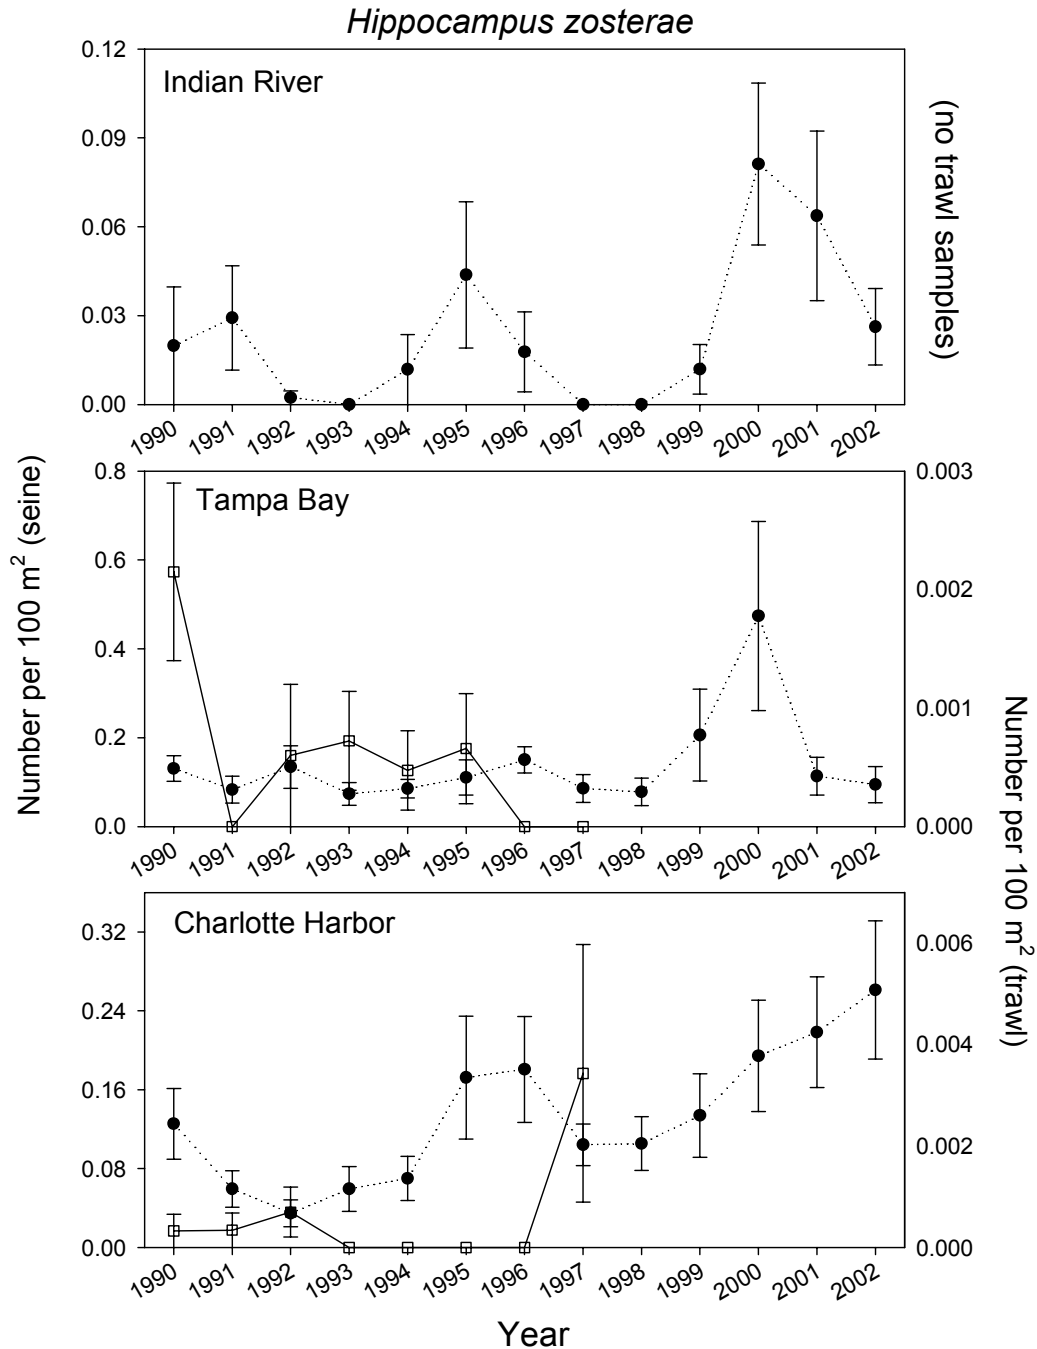 Hippocampus zosterae
Indian River
0.12
0.09
0.06
0.03
0.00
(no trawl samples)
1990 1991 1992 1993 1994 1995 1996 1997 1998 1999 2000 2001 2002
Number per 100 m² (seine)
Tampa Bay
0.8
0.6
0.4
0.2
0.0
0.003
0.002
0.001
0.000
1990 1991 1992 1993 1994 1995 1996 1997 1998 1999 2000 2001 2002
Number per 100 m² (trawl)
Charlotte Harbor
0.32
0.24
0.16
0.08
0.00
0.006
0.004
0.002
0.000
1990 1991 1992 1993 1994 1995 1996 1997 1998 1999 2000 2001 2002
Year